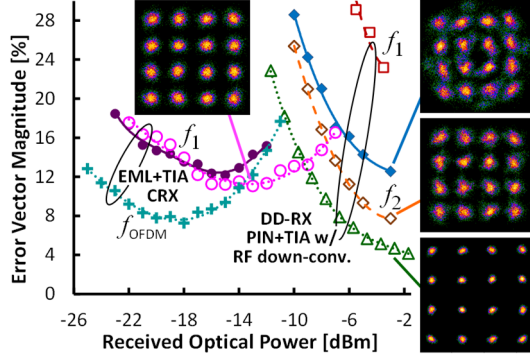 Error Vector Magnitude [%]
28
24
20
16
12
8
4
0
f₁
EML+TIA
CRX
f_OFDM
f₁
f₂
DD-RX
PIN+TIA w/
RF down-conv.
-26
-22
-18
-14
-10
-6
-2
Received Optical Power [dBm]